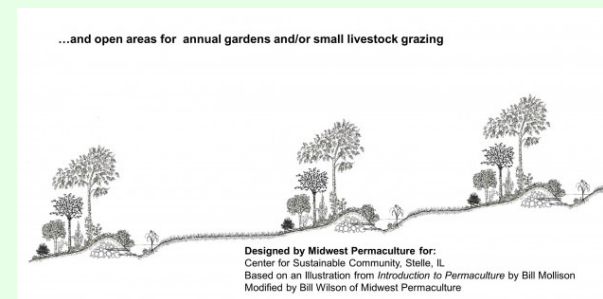 ...and open areas for annual gardens and/or small livestock grazing
Designed by Midwest Permaculture for:
Center for Sustainable Community, Stelle, IL
Based on an Illustration from Introduction to Permaculture by Bill Mollison
Modified by Bill Wilson of Midwest Permaculture